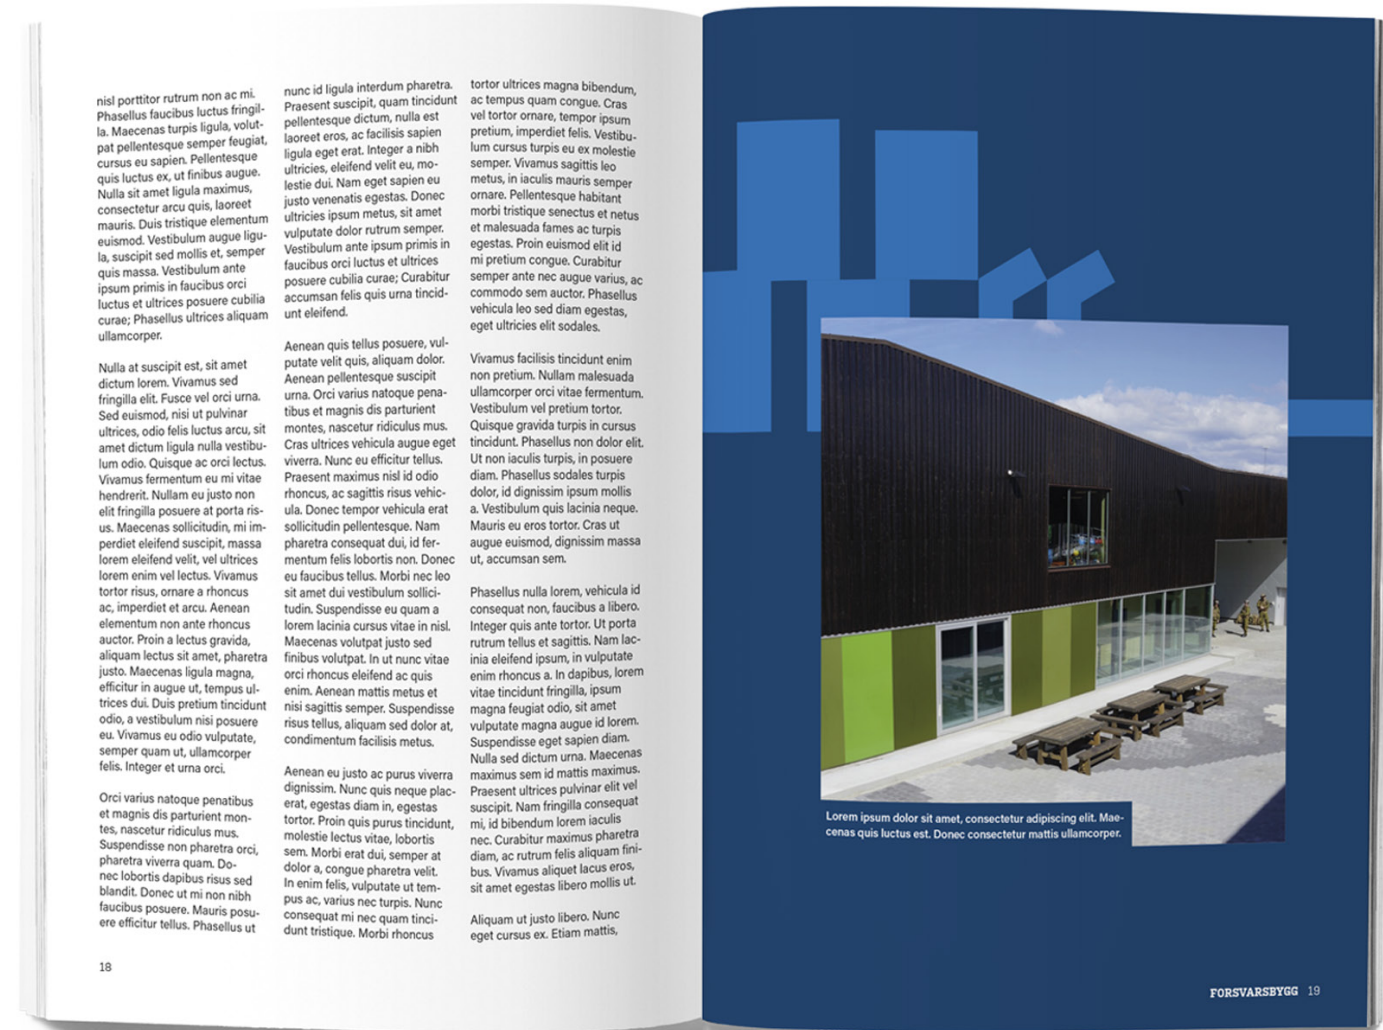 nisl porttitor rutrum non ac mi.
Phasellus faucibus luctus fringil-
la. Maecenas turpis ligula, volut-
pat pellentesque semper feugiat,
cursus eu sapien. Pellentesque
quis luctus ex, ut finibus augue.
Nulla sit amet ligula maximus,
consectetur arcu quis, laoreet
mauris. Duis tristique elementum
euismod. Vestibulum augue ligu-
la, suscipit sed mollis et, semper
quis massa. Vestibulum ante
ipsum primis in faucibus orci
luctus et ultrices posuere cubilia
curae; Phasellus ultrices aliquam
ullamcorper.
Nulla at suscipit est, sit amet
dictum lorem. Vivamus sed
fringilla elit. Fusce vel orci urna.
Sed euismod, nisi ut pulvinar
ultrices, odio felis luctus arcu, sit
amet dictum ligula nulla vestibu-
lum odio. Quisque ac orci lectus.
Vivamus fermentum eu mi vitae
hendrerit. Nullam eu justo non
elit fringilla posuere at porta ris-
us. Maecenas sollicitudin, mi im-
perdiet eleifend suscipit, massa
lorem eleifend velit, vel ultrices
lorem enim vel lectus. Vivamus
tortor risus, ornare a rhoncus
ac, imperdiet et arcu. Aenean
elementum non ante rhoncus
auctor. Proin a lectus gravida,
aliquam lectus sit amet, pharetra
justo. Maecenas ligula magna,
efficitur in augue ut, tempus ul-
trices dui. Duis pretium tincidunt
odio, a vestibulum nisi posuere
eu. Vivamus eu odio vulputate,
semper quam ut, ullamcorper
felis. Integer et urna orci.
Orci varius natoque penatibus
et magnis dis parturient mon-
tes, nascetur ridiculus mus.
Suspendisse non pharetra orci,
pharetra viverra quam. Do-
nec lobortis dapibus risus sed
blandit. Donec ut mi non nibh
faucibus posuere. Mauris posu-
ere efficitur tellus. Phasellus ut
nunc id ligula interdum pharetra.
Praesent suscipit, quam tincidunt
pellentesque dictum, nulla est
laoreet eros, ac facilisis sapien
ligula eget erat. Integer a nibh
ultricies, eleifend velit eu, mo-
lestie dui. Nam eget sapien eu
justo venenatis egestas. Donec
ultricies ipsum metus, sit amet
vulputate dolor rutrum semper.
Vestibulum ante ipsum primis in
faucibus orci luctus et ultrices
posuere cubilia curae; Curabitur
accumsan felis quis urna tincid-
unt eleifend.
Aenean quis tellus posuere, vul-
putate velit quis, aliquam dolor.
Aenean pellentesque suscipit
urna. Orci varius natoque pena-
tibus et magnis dis parturient
montes, nascetur ridiculus mus.
Cras ultrices vehicula augue eget
viverra. Nunc eu efficitur tellus.
Praesent maximus nisl id odio
rhoncus, ac sagittis risus vehic-
ula. Donec tempor vehicula erat
sollicitudin pellentesque. Nam
pharetra consequat dui, id fer-
mentum felis lobortis non. Donec
eu faucibus tellus. Morbi nec leo
sit amet dui vestibulum sollici-
tudin. Suspendisse eu quam a
lorem lacinia cursus vitae in nisl.
Maecenas volutpat justo sed
finibus volutpat. In ut nunc vitae
orci rhoncus eleifend ac quis
enim. Aenean mattis metus et
nisi sagittis semper. Suspendisse
risus tellus, aliquam sed dolor at,
condimentum facilisis metus.
Aenean eu justo ac purus viverra
dignissim. Nunc quis neque plac-
erat, egestas diam in, egestas
tortor. Proin quis purus tincidunt,
molestie lectus vitae, lobortis
sem. Morbi erat dui, semper at
dolor a, congue pharetra velit.
In enim felis, vulputate ut tem-
pus ac, varius nec turpis. Nunc
consequat mi nec quam tinci-
dunt tristique. Morbi rhoncus
tortor ultrices magna bibendum,
ac tempus quam congue. Cras
vel tortor ornare, tempor ipsum
pretium, imperdiet felis. Vestibu-
lum cursus turpis eu ex molestie
semper. Vivamus sagittis leo
metus, in iaculis mauris semper
ornare. Pellentesque habitant
morbi tristique senectus et netus
et malesuada fames ac turpis
egestas. Proin euismod elit id
mi pretium congue. Curabitur
semper ante nec augue varius, ac
commodo sem auctor. Phasellus
vehicula leo sed diam egestas,
eget ultricies elit sodales.
Vivamus facilisis tincidunt enim
non pretium. Nullam malesuada
ullamcorper orci vitae fermentum.
Vestibulum vel pretium tortor.
Quisque gravida turpis in cursus
tincidunt. Phasellus non dolor elit.
Ut non iaculis turpis, in posuere
diam. Phasellus sodales turpis
dolor, id dignissim ipsum mollis
a. Vestibulum quis lacinia neque.
Mauris eu eros tortor. Cras ut
augue euismod, dignissim massa
ut, accumsan sem.
Phasellus nulla lorem, vehicula id
consequat non, faucibus a libero.
Integer quis ante tortor. Ut porta
rutrum tellus et sagittis. Nam lac-
inia eleifend ipsum, in vulputate
enim rhoncus a. In dapibus, lorem
vitae tincidunt fringilla, ipsum
magna feugiat odio, sit amet
vulputate magna augue id lorem.
Suspendisse eget sapien diam.
Nulla sed dictum urna. Maecenas
maximus sem id mattis maximus.
Praesent ultrices pulvinar elit vel
suscipit. Nam fringilla consequat
mi, id bibendum lorem iaculis
nec. Curabitur maximus pharetra
diam, ac rutrum felis aliquam fini-
bus. Vivamus aliquet lacus eros,
sit amet egestas libero mollis ut.
Aliquam ut justo libero. Nunc
eget cursus ex. Etiam mattis,
18
Lorem ipsum dolor sit amet, consectetur adipiscing elit. Mae-
cenas quis luctus est. Donec consectetur mattis ullamcorper.
FORSVARSBYGG 19